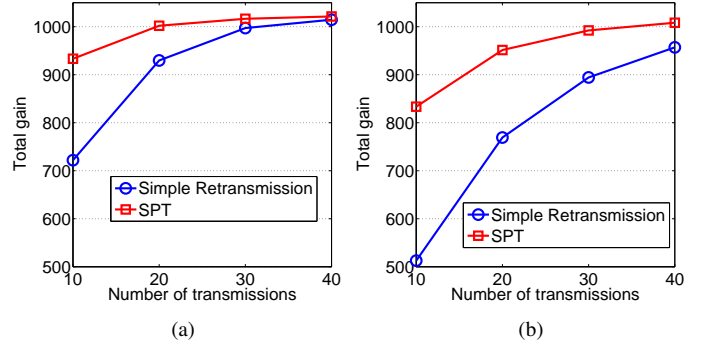 1000
900
800
700
600
500
10
20
30
40
Total gain
Number of transmissions
Simple Retransmission
SPT
(a)
1000
900
800
700
600
500
10
20
30
40
Total gain
Number of transmissions
Simple Retransmission
SPT
(b)